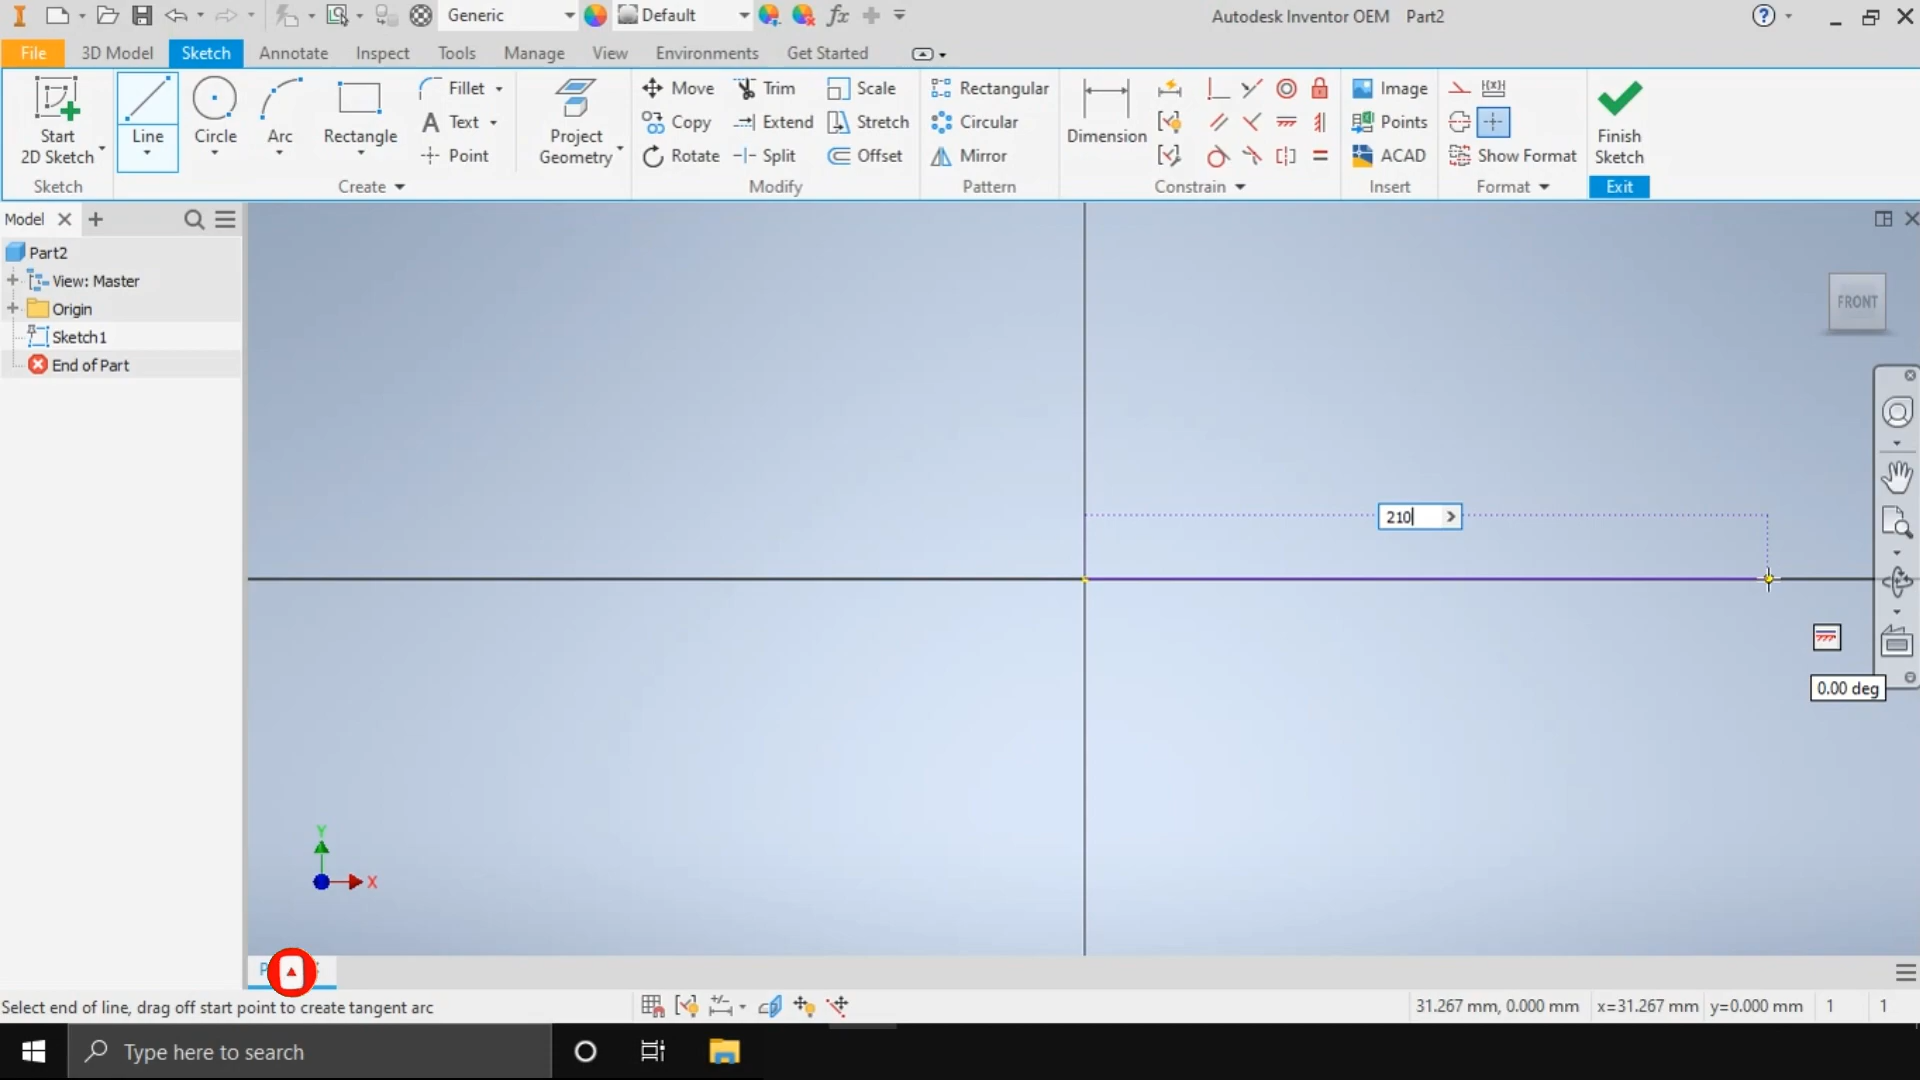 Generic
Default
fx
Autodesk Inventor OEM Part2
File
3D Model
Sketch
Annotate
Inspect
Tools
Manage
View
Environments
Get Started
Start
2D Sketch
Line
Circle
Arc
Rectangle
Fillet
Text
Point
Project
Geometry
Move
Copy
Rotate
Trim
Extend
Split
Scale
Stretch
Offset
Rectangular
Circular
Mirror
Dimension
Image
Points
ACAD
Show Format
Finish
Sketch
Sketch
Create
Modify
Pattern
Constrain
Insert
Format
Exit
Model
Part2
View: Master
Origin
Sketch1
End of Part
FRONT
210
0.00 deg
Y
X
Select end of line, drag off start point to create tangent arc
31.267 mm, 0.000 mm
x=31.267 mm
y=0.000 mm
1
1
Type here to search